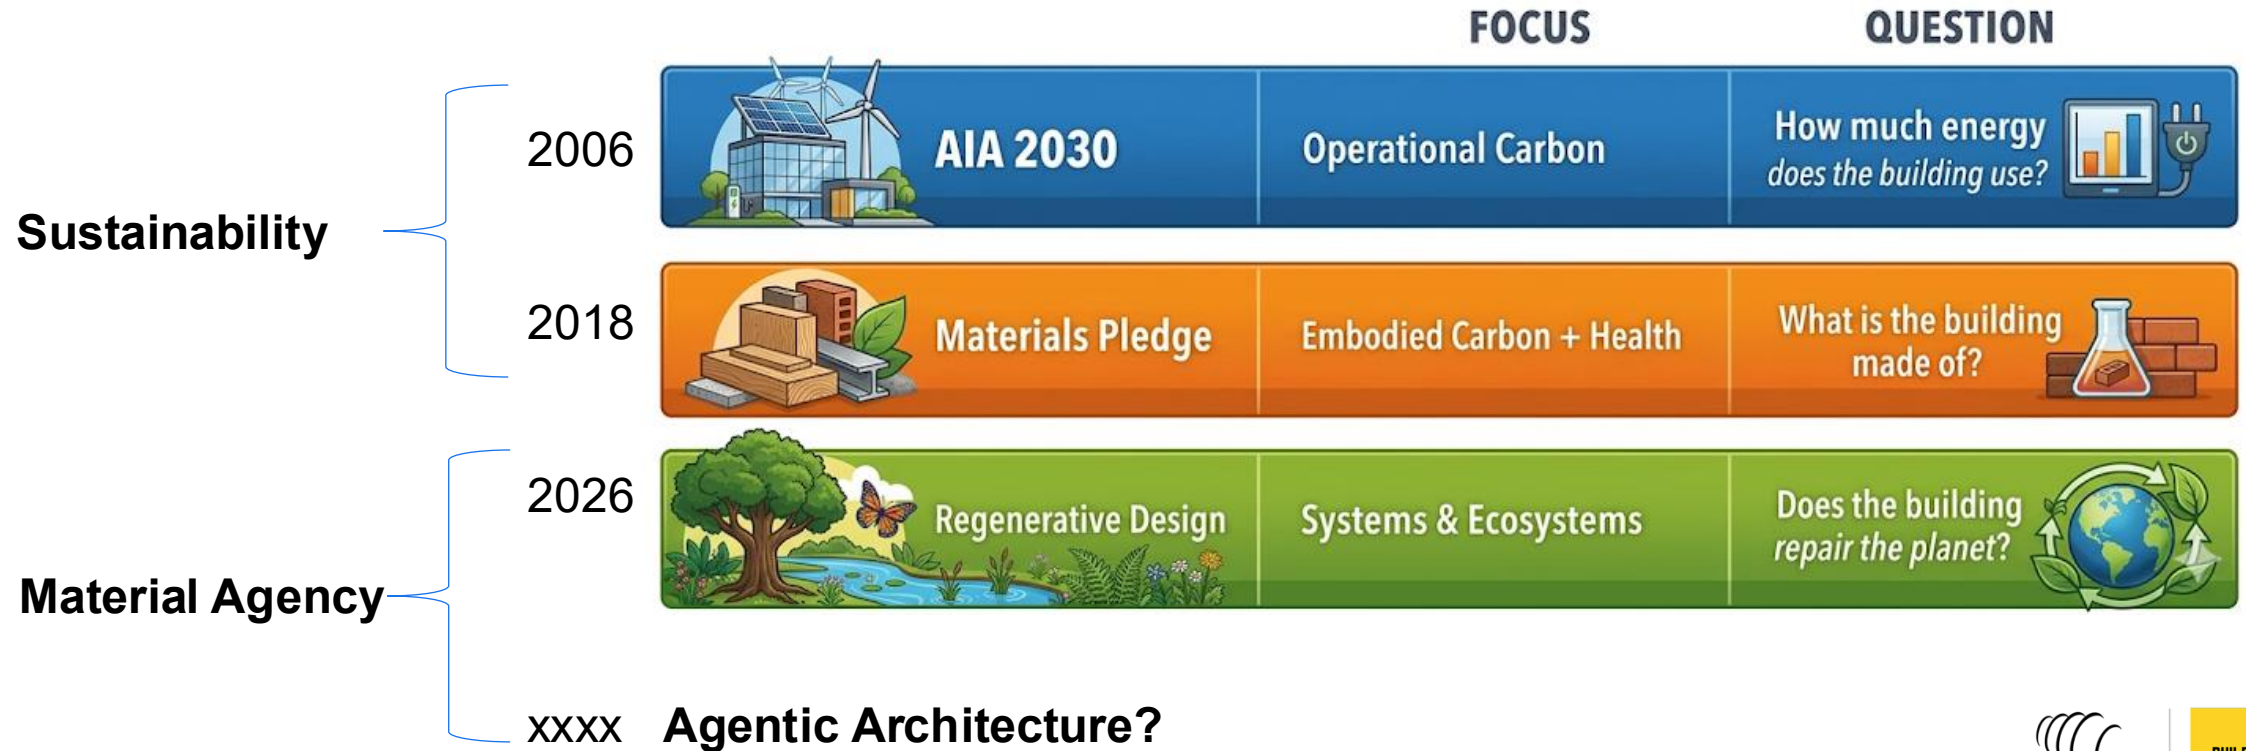 FOCUS QUESTION
2006 AIA 2030 Operational Carbon How much energy
does the building use?
Sustainability
2018 Materials Pledge Embodied Carbon + Health What is the building
made of?
2026 Regenerative Design Systems & Ecosystems Does the building
repair the planet?
Material Agency
xxxx Agentic Architecture?